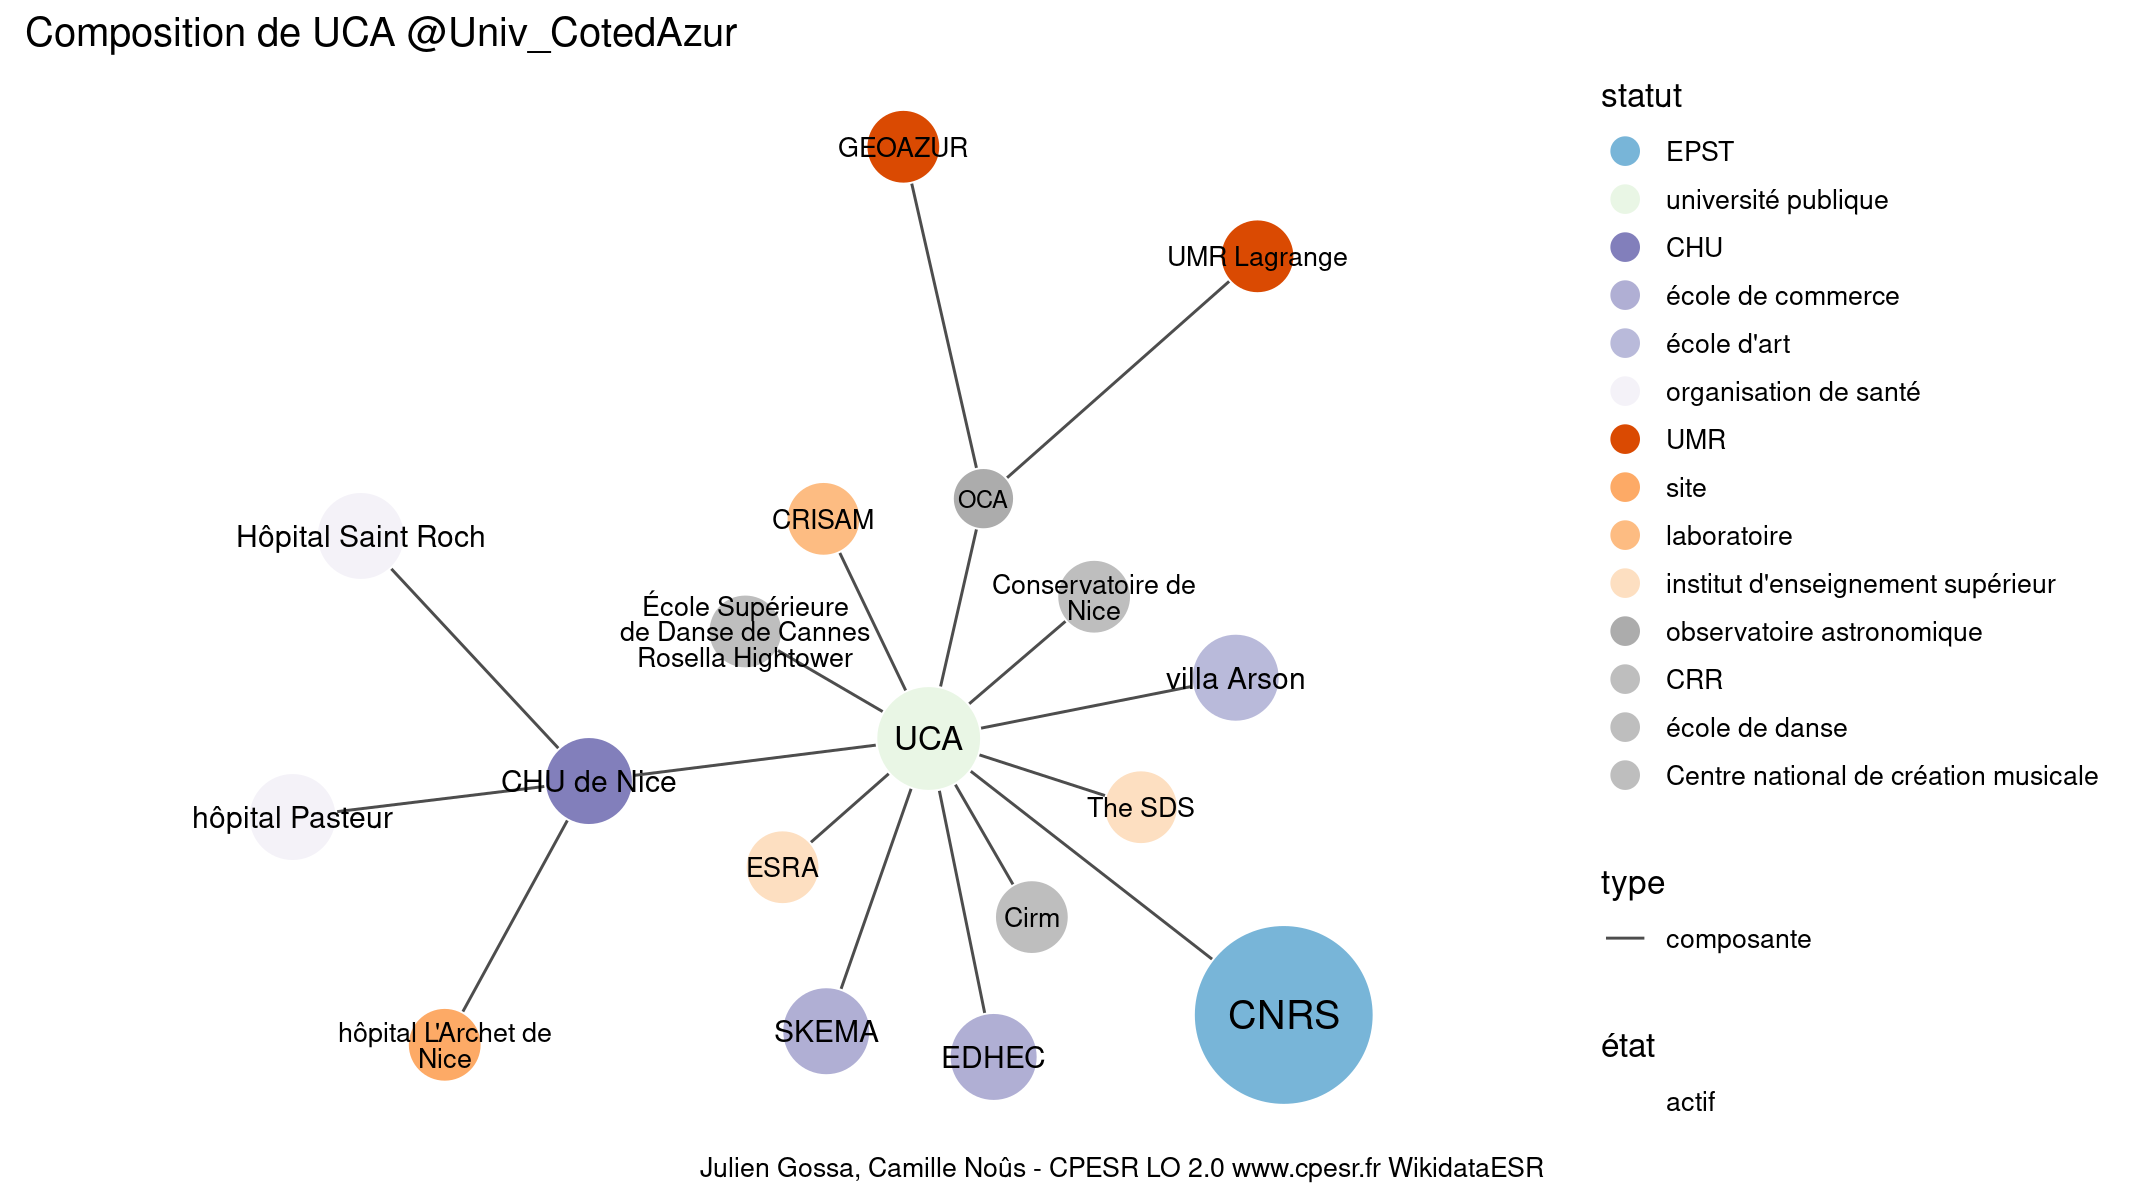 Composition de UCA @Univ_CotedAzur
GEOAZUR
UMR Lagrange
OCA
CRISAM
Hôpital Saint Roch
Conservatoire de
Nice
École Supérieure
de Danse de Cannes
Rosella Hightower
villa Arson
UCA
CHU de Nice
hôpital Pasteur
The SDS
ESRA
Cirm
CNRS
SKEMA
EDHEC
hôpital L'Archet de
Nice
statut
EPST
université publique
CHU
école de commerce
école d'art
organisation de santé
UMR
site
laboratoire
institut d'enseignement supérieur
observatoire astronomique
CRR
école de danse
Centre national de création musicale
type
composante
état
actif
Julien Gossa, Camille Noûs - CPESR LO 2.0 www.cpesr.fr WikidataESR